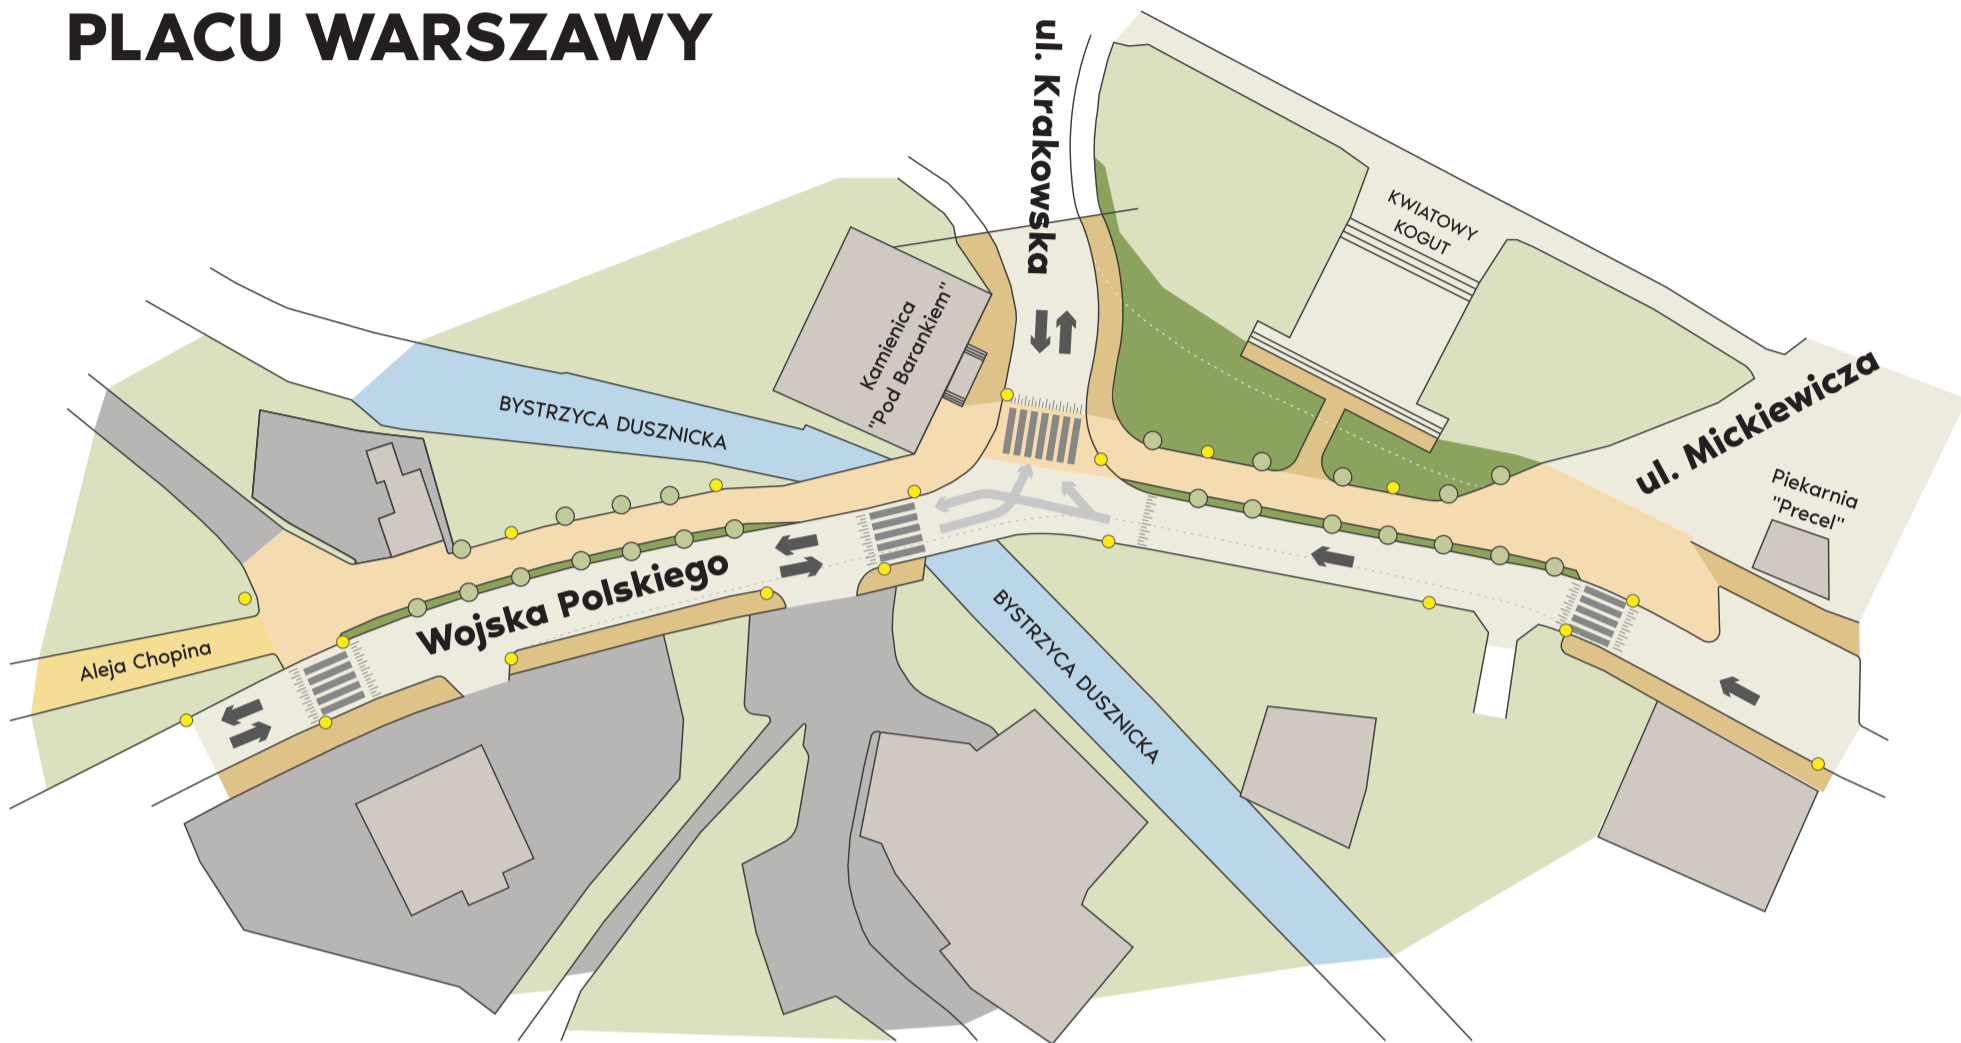 PLACU WARSZAWY
ul. Krakowska
KWIATOWY
KOGUT
Kamienica
"Pod Barankiem"
BYSTRZYCA DUSZNICKA
ul. Mickiewicza
Piekarnia
"Precel"
Wojska Polskiego
BYSTRZYCA DUSZNICKA
Aleja Chopina